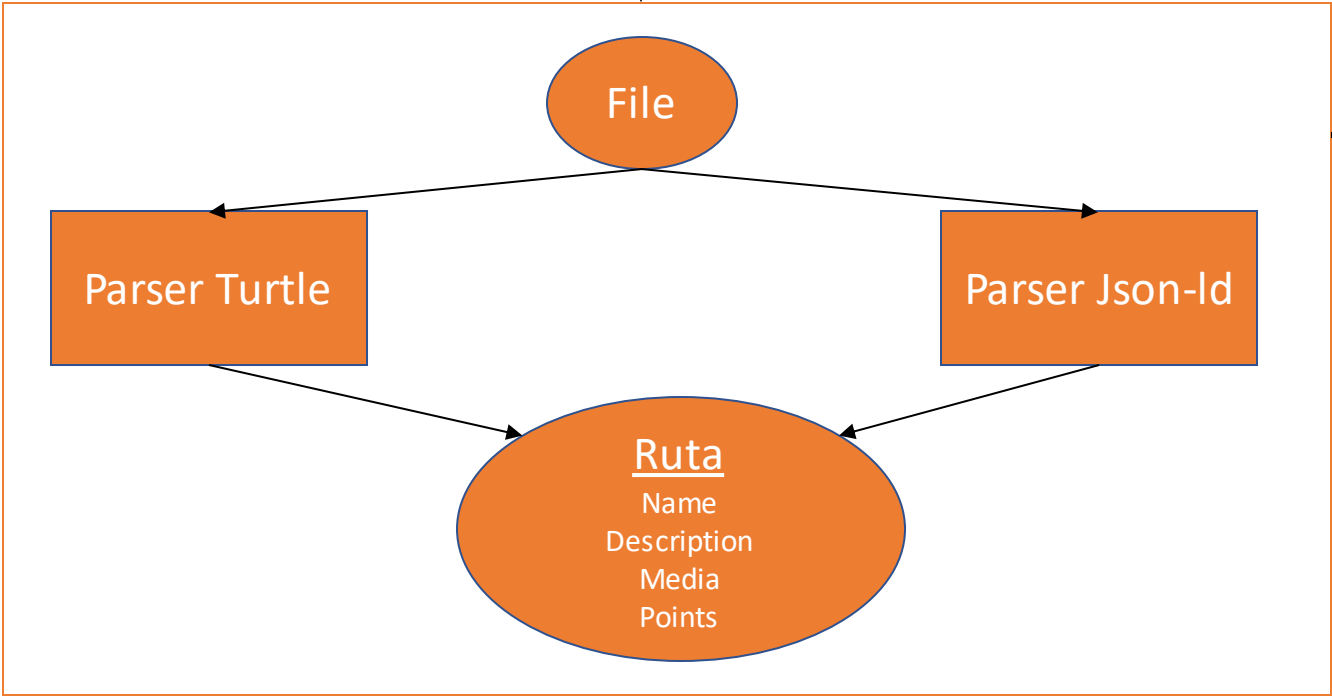 File
Parser Turtle
Parser Json-ld
Ruta
Name
Description
Media
Points